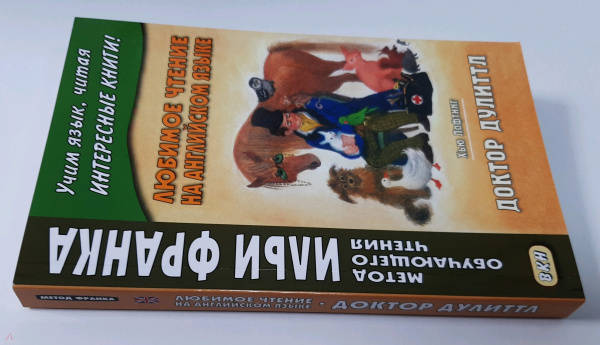 Учим язык, читая
ИНТЕРЕСНЫЕ КНИГИ!
ЛЮБИМОЕ ЧТЕНИЕ
НА АНГЛИЙСКОМ ЯЗЫКЕ
ХЬЮ ЛОФТИНГ
ДОКТОР ДУЛИТТЛ
МЕТОД
ОБУЧАЮЩЕГО
ЧТЕНИЯ
ИЛЬИ ФРАНКА
ВКН
МЕТОД ФРАНКА
ЛЮБИМОЕ ЧТЕНИЕ
НА АНГЛИЙСКОМ ЯЗЫКЕ • ДОКТОР ДУЛИТТЛ